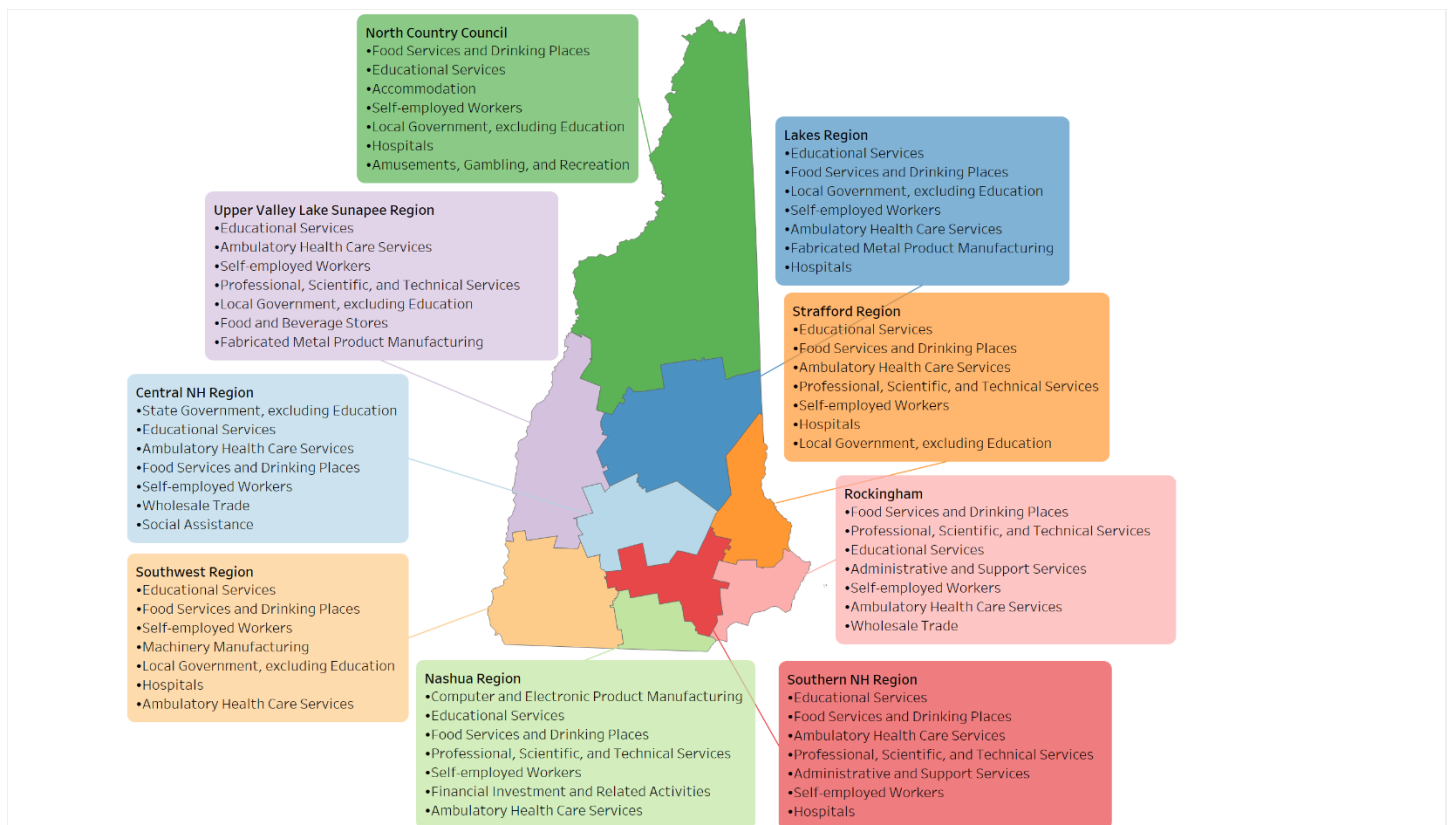 North Country Council
•Food Services and Drinking Places
•Educational Services
•Accommodation
•Self-employed Workers
•Local Government, excluding Education
•Hospitals
•Amusements, Gambling, and Recreation
Lakes Region
•Educational Services
•Food Services and Drinking Places
•Local Government, excluding Education
•Self-employed Workers
•Ambulatory Health Care Services
•Fabricated Metal Product Manufacturing
•Hospitals
Upper Valley Lake Sunapee Region
•Educational Services
•Ambulatory Health Care Services
•Self-employed Workers
•Professional, Scientific, and Technical Services
•Local Government, excluding Education
•Food and Beverage Stores
•Fabricated Metal Product Manufacturing
Strafford Region
•Educational Services
•Food Services and Drinking Places
•Ambulatory Health Care Services
•Professional, Scientific, and Technical Services
•Self-employed Workers
•Hospitals
•Local Government, excluding Education
Central NH Region
•State Government, excluding Education
•Educational Services
•Ambulatory Health Care Services
•Food Services and Drinking Places
•Self-employed Workers
•Wholesale Trade
•Social Assistance
Rockingham
•Food Services and Drinking Places
•Professional, Scientific, and Technical Services
•Educational Services
•Administrative and Support Services
•Self-employed Workers
•Ambulatory Health Care Services
•Wholesale Trade
Southwest Region
•Educational Services
•Food Services and Drinking Places
•Self-employed Workers
•Machinery Manufacturing
•Local Government, excluding Education
•Hospitals
•Ambulatory Health Care Services
Nashua Region
•Computer and Electronic Product Manufacturing
•Educational Services
•Food Services and Drinking Places
•Professional, Scientific, and Technical Services
•Self-employed Workers
•Financial Investment and Related Activities
•Ambulatory Health Care Services
Southern NH Region
•Educational Services
•Food Services and Drinking Places
•Ambulatory Health Care Services
•Professional, Scientific, and Technical Services
•Administrative and Support Services
•Self-employed Workers
•Hospitals